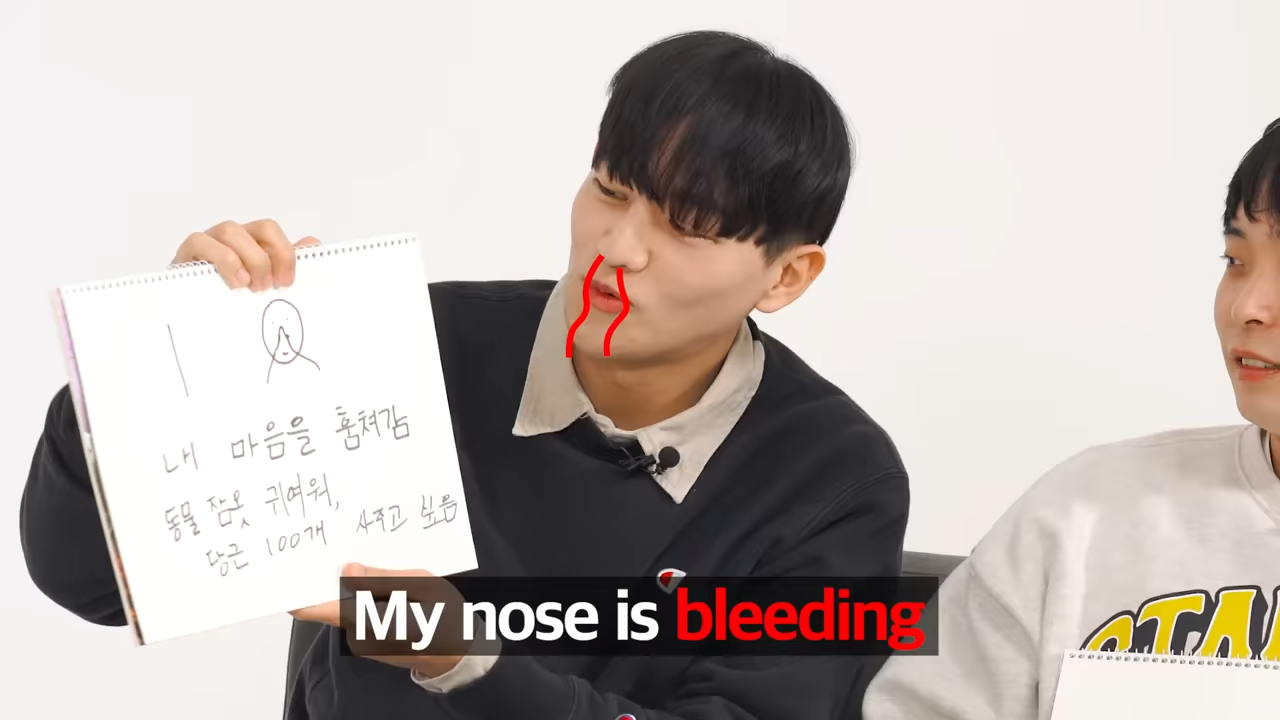 1
내 마음을 훔쳐감
동물 잠옷 귀여워,
당근 100개 사주고 싶음
My nose is bleeding